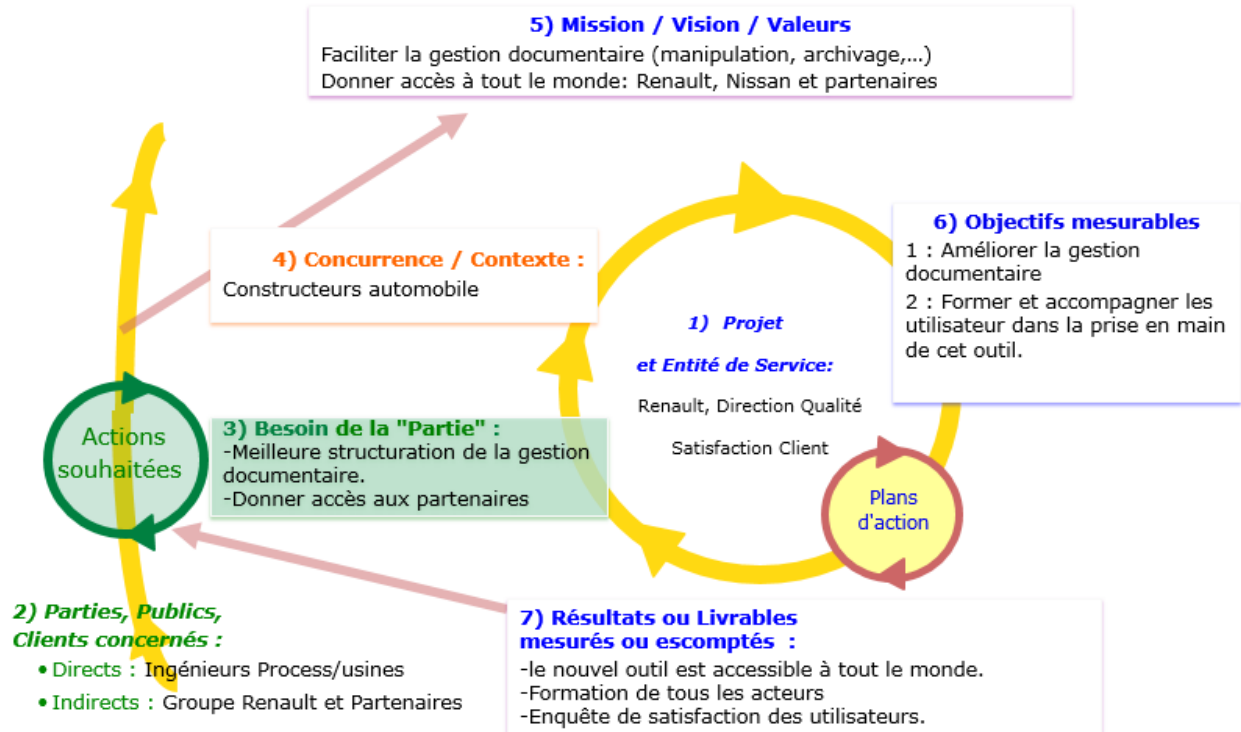 5) Mission / Vision / Valeurs
Faciliter la gestion documentaire (manipulation, archivage,...)
Donner accès à tout le monde: Renault, Nissan et partenaires
4) Concurrence / Contexte :
Constructeurs automobile
6) Objectifs mesurables
1 : Améliorer la gestion
documentaire
2 : Former et accompagner les
utilisateur dans la prise en main
de cet outil.
1) Projet
et Entité de Service:
Renault, Direction Qualité
Satisfaction Client
Actions
souhaitées
3) Besoin de la "Partie" :
-Meilleure structuration de la gestion
documentaire.
-Donner accès aux partenaires
Plans
d'action
2) Parties, Publics,
Clients concernés :
• Directs : Ingénieurs Process/usines
• Indirects : Groupe Renault et Partenaires
7) Résultats ou Livrables
mesurés ou escomptés :
-le nouvel outil est accessible à tout le monde.
-Formation de tous les acteurs
-Enquête de satisfaction des utilisateurs.